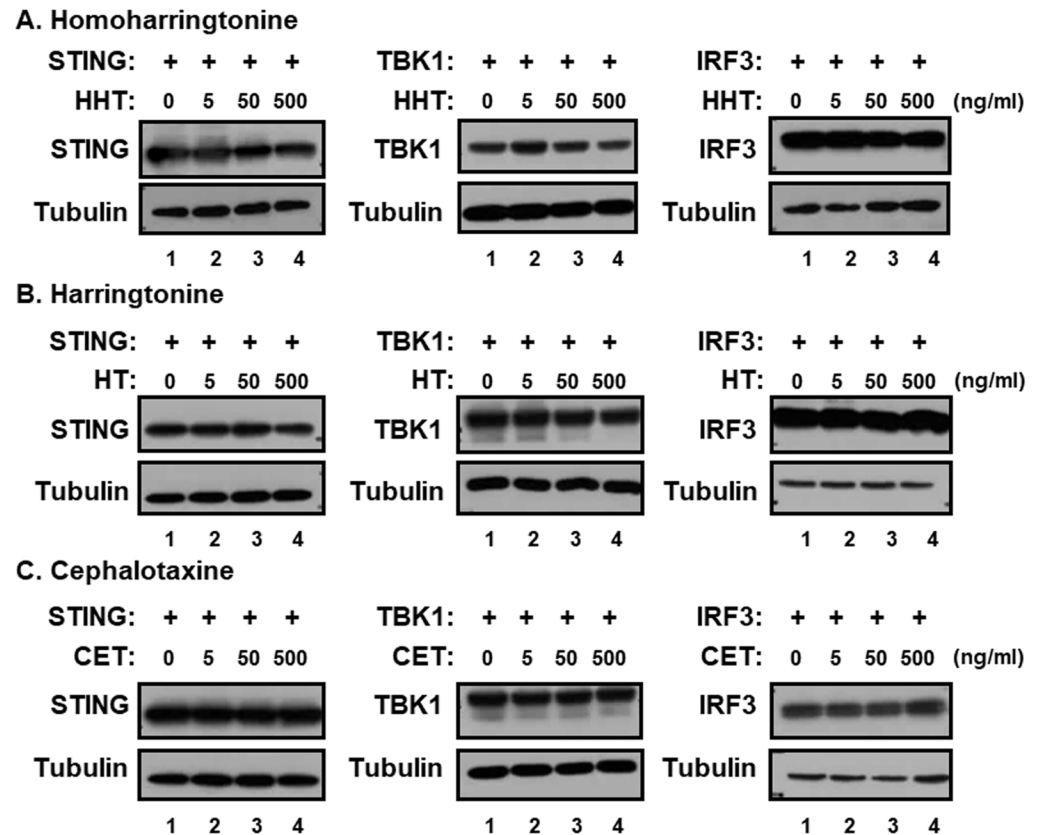 A. Homoharringtonine
STING: + + + + TBK1: + + + + IRF3: + + + +
HHT: 0 5 50 500 HHT: 0 5 50 500 HHT: 0 5 50 500 (ng/ml)
STING TBK1 IRF3
Tubulin Tubulin Tubulin
1 2 3 4 1 2 3 4 1 2 3 4
B. Harringtonine
STING: + + + + TBK1: + + + + IRF3: + + + +
HT: 0 5 50 500 HT: 0 5 50 500 HT: 0 5 50 500 (ng/ml)
STING TBK1 IRF3
Tubulin Tubulin Tubulin
1 2 3 4 1 2 3 4 1 2 3 4
C. Cephalotaxine
STING: + + + + TBK1: + + + + IRF3: + + + +
CET: 0 5 50 500 CET: 0 5 50 500 CET: 0 5 50 500 (ng/ml)
STING TBK1 IRF3
Tubulin Tubulin Tubulin
1 2 3 4 1 2 3 4 1 2 3 4